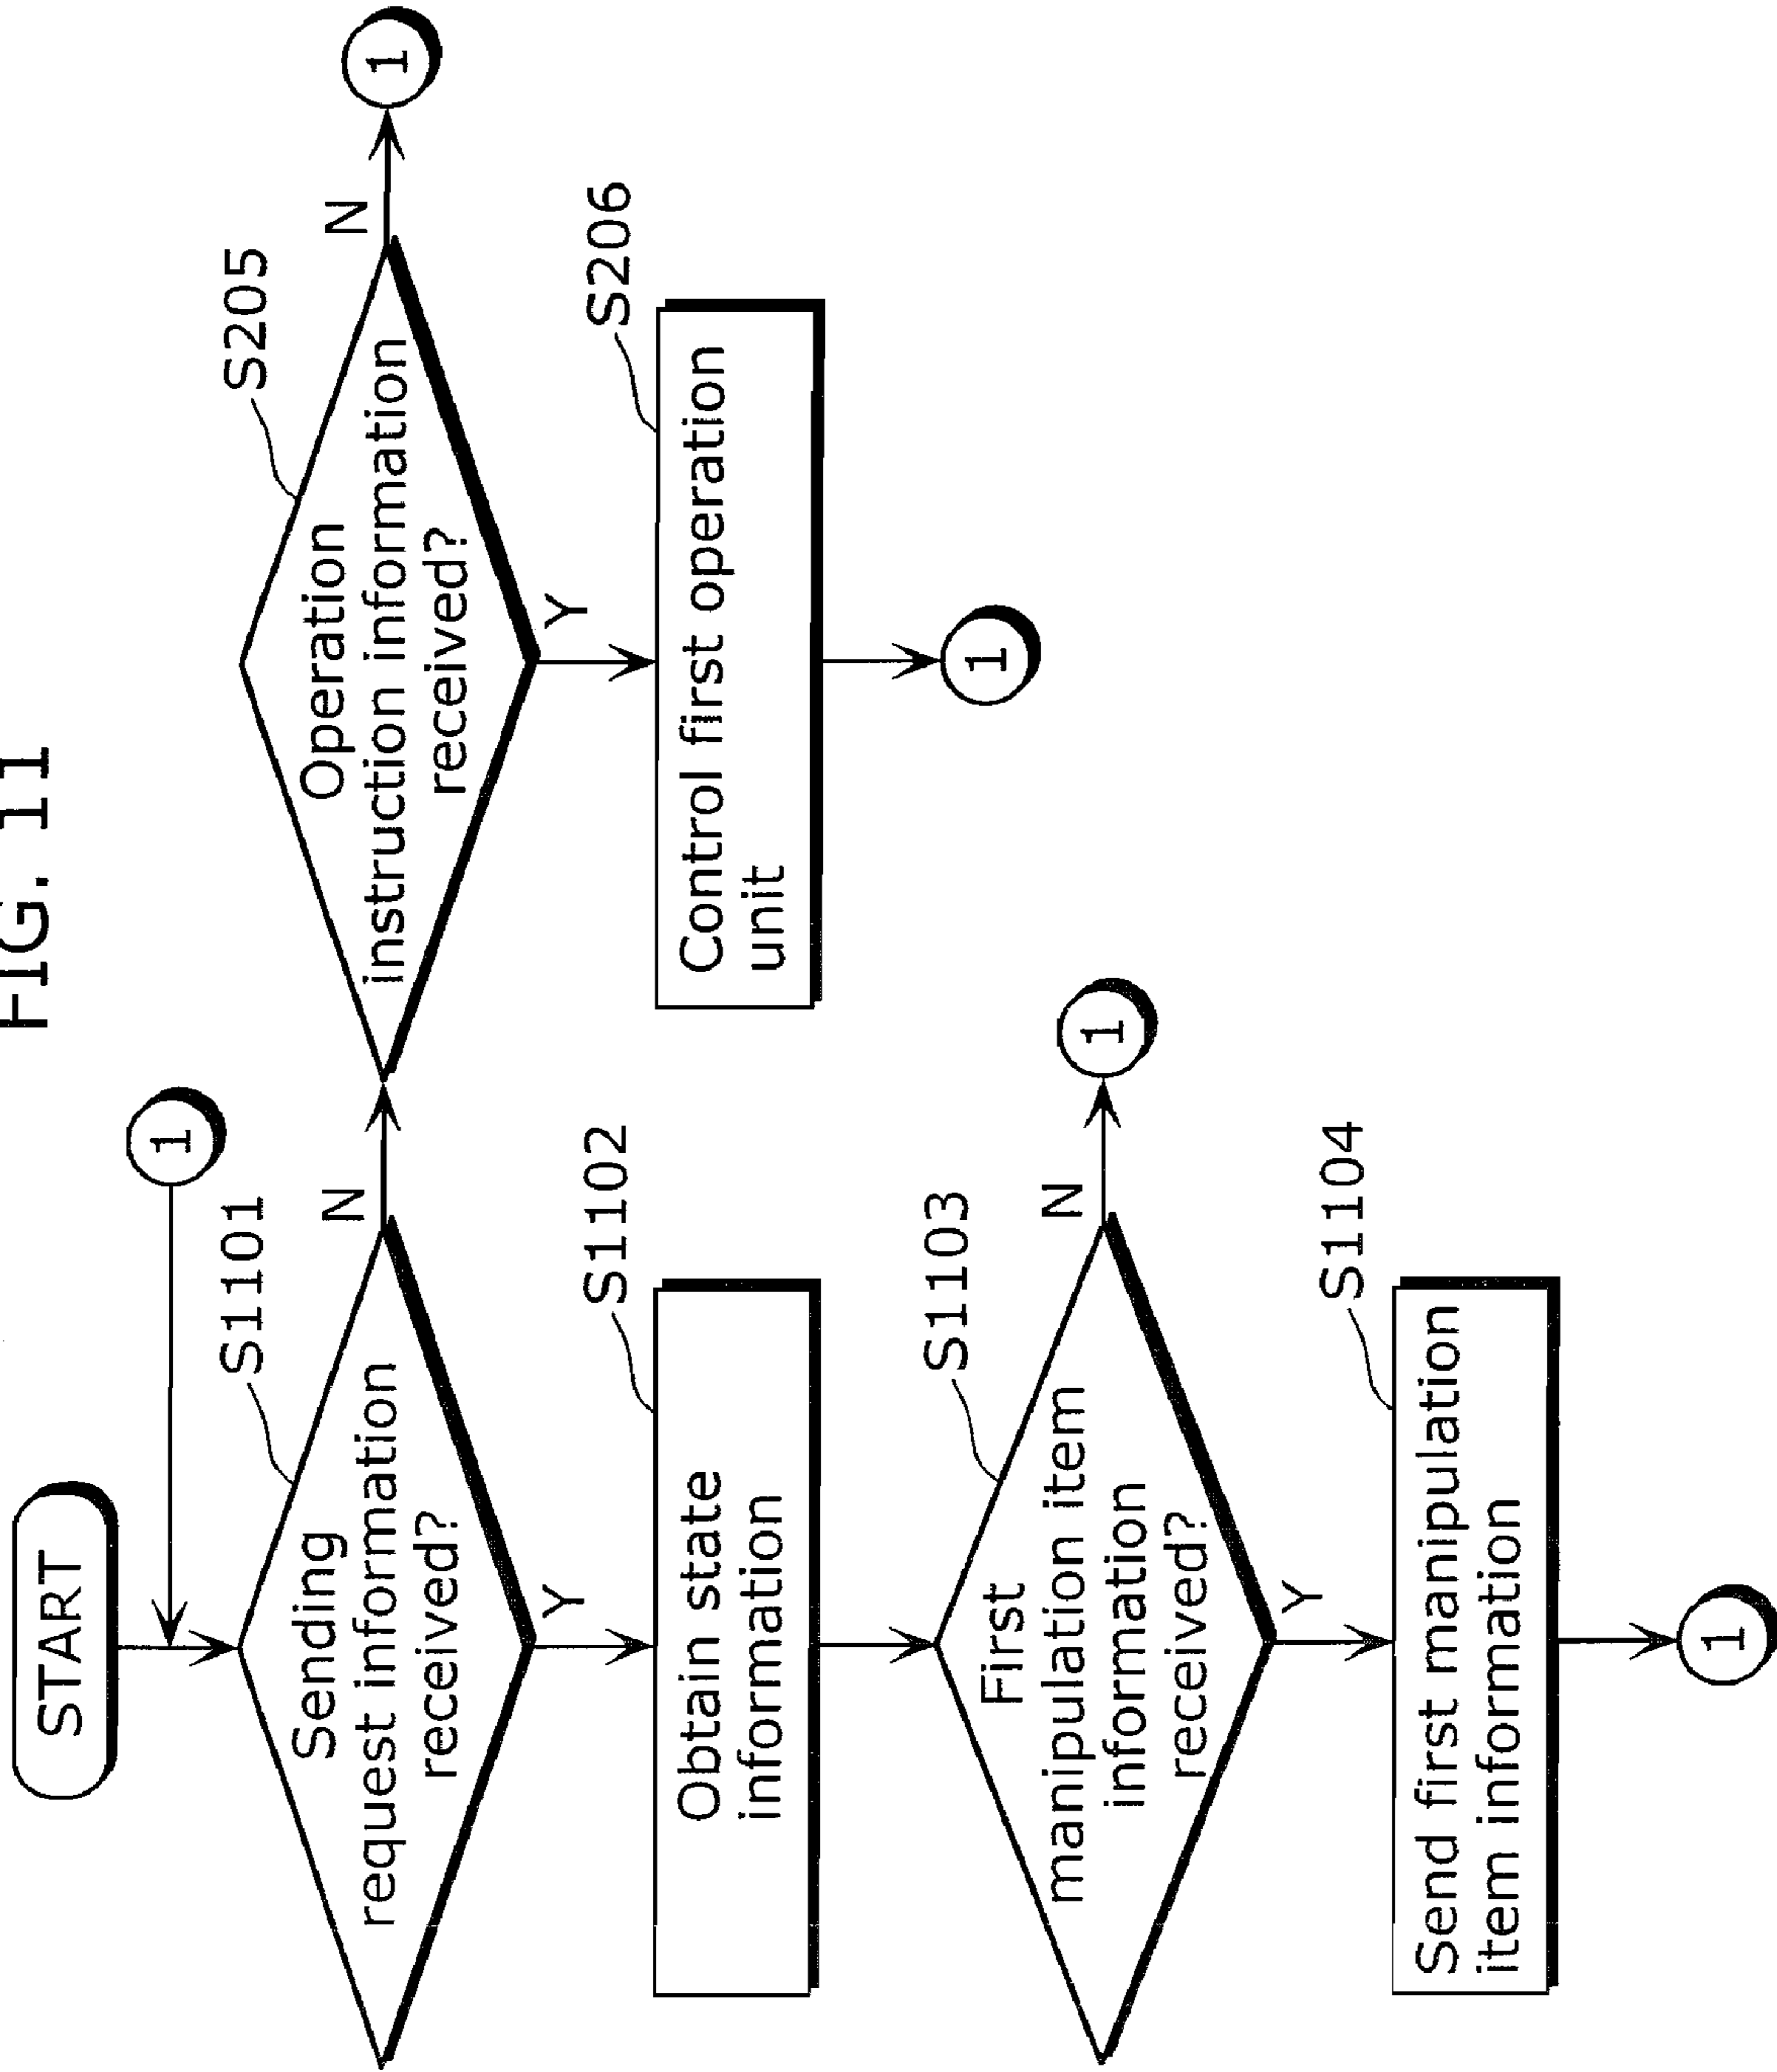 FIG. 11
START
1
S1101
Sending
request information
received?
N
Y
S205
Operation
instruction information
received?
N
1
Y
S1102
Obtain state
information
S206
Control first operation
unit
1
S1103
First
manipulation item
information
received?
N
1
Y
S1104
Send first manipulation
item information
1